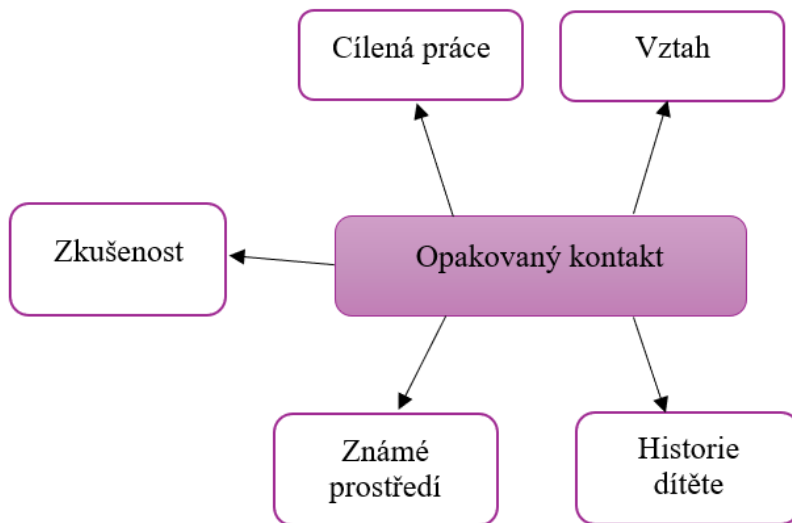 Cílená práce
Vztah
Zkušenost
Opakovaný kontakt
Známé
prostředí
Historie
dítěte